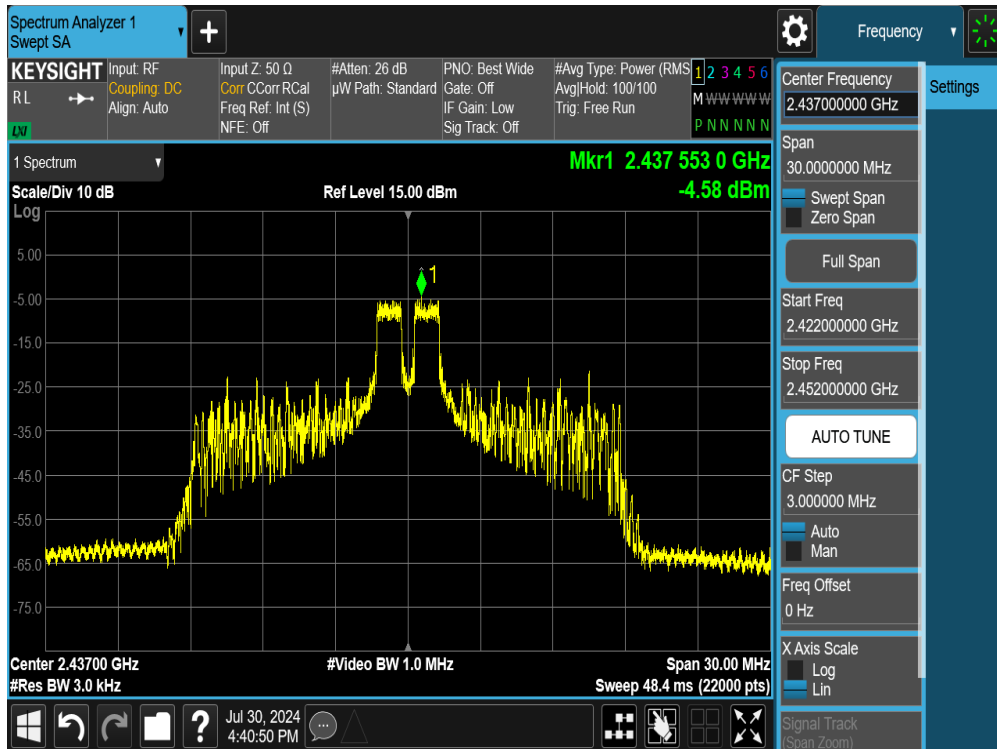 Spectrum Analyzer 1
Swept SA
+
Frequency
KEYSIGHT
R L
LXI
Input: RF
Coupling: DC
Align: Auto
Input Z: 50 Ω
Corr CCorr RCal
Freq Ref: Int (S)
NFE: Off
#Atten: 26 dB
µW Path: Standard
PNO: Best Wide
Gate: Off
IF Gain: Low
Sig Track: Off
#Avg Type: Power (RMS
Avg|Hold: 100/100
Trig: Free Run
1 2 3 4 5 6
M W W W W W
P N N N N N
1 Spectrum
Mkr1 2.437 553 0 GHz
-4.58 dBm
Scale/Div 10 dB
Ref Level 15.00 dBm
Log
5.00
-5.00
-15.0
-25.0
-35.0
-45.0
-55.0
-65.0
-75.0
1
Center 2.43700 GHz
#Video BW 1.0 MHz
Span 30.00 MHz
#Res BW 3.0 kHz
Sweep 48.4 ms (22000 pts)
Center Frequency
2.437000000 GHz
Settings
Span
30.0000000 MHz
Swept Span
Zero Span
Full Span
Start Freq
2.422000000 GHz
Stop Freq
2.452000000 GHz
AUTO TUNE
CF Step
3.000000 MHz
Auto
Man
Freq Offset
0 Hz
X Axis Scale
Log
Lin
Signal Track
(Span Zoom)
?
Jul 30, 2024
4:40:50 PM